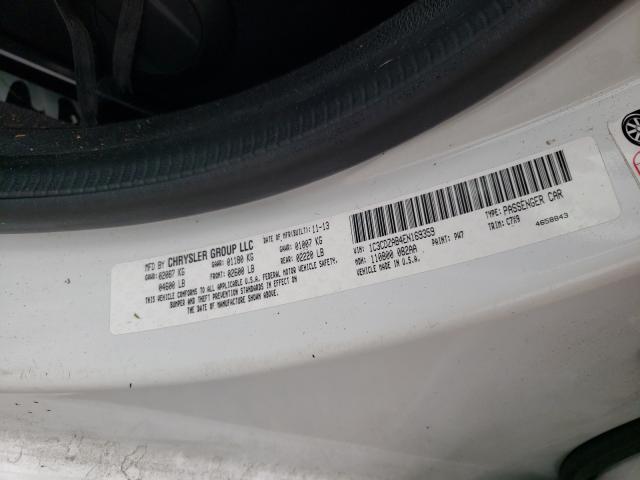 MFD BY CHRYSLER GROUP LLC DATE OF MFR(BUILT): 11-13
GVWR: 02087 KG GAWR: 01180 KG GAWR: 01007 KG
04600 LB FRONT: 02600 LB REAR: 02220 LB
THIS VEHICLE CONFORMS TO ALL APPLICABLE U.S.A. FEDERAL MOTOR VEHICLE SAFETY,
BUMPER AND THEFT PREVENTION STANDARDS IN EFFECT ON
THE DATE OF MANUFACTURE SHOWN ABOVE.
VIN: 1C3CDZAB4EN169359 TYPE: PASSENGER CAR
MDH: 110800 062AA PAINT: PW7 TRIM: C7X9
MADE IN U.S.A. 4658843